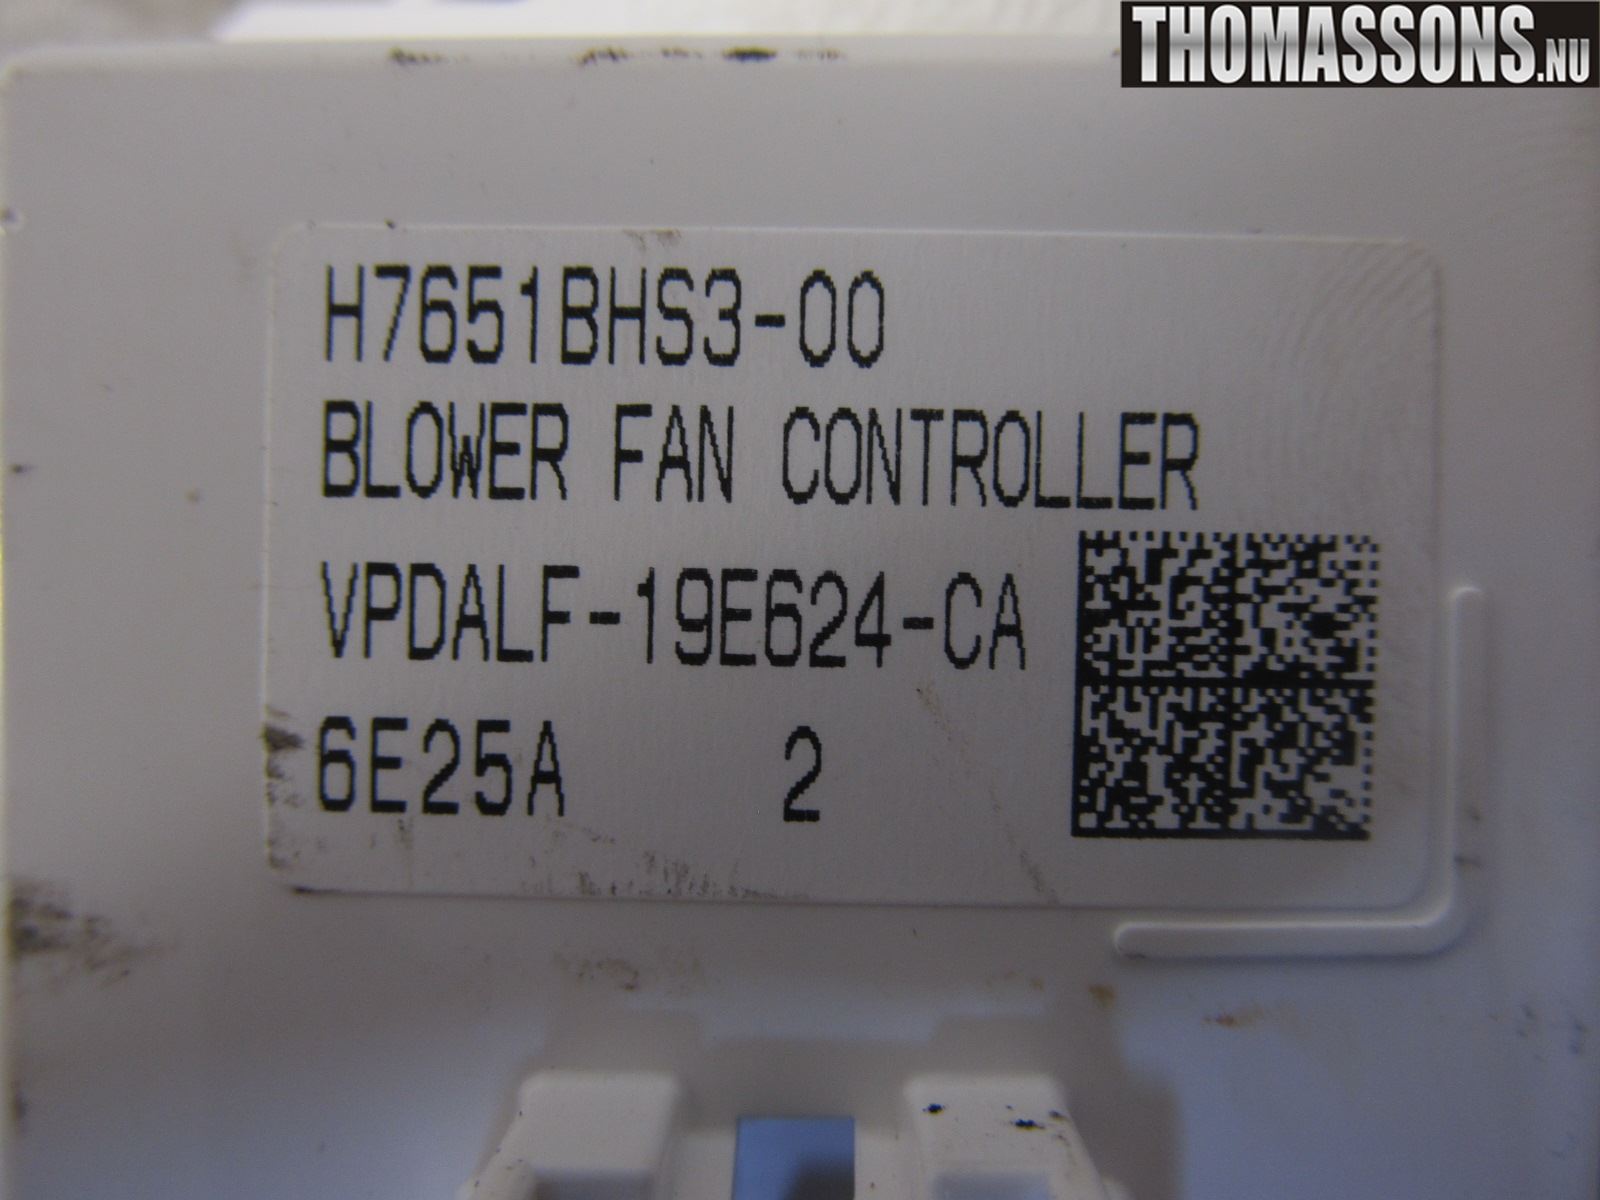 THOMASSONS.NU
H7651BHS3-00
BLOWER FAN CONTROLLER
VPDALF-19E624-CA
6E25A 2